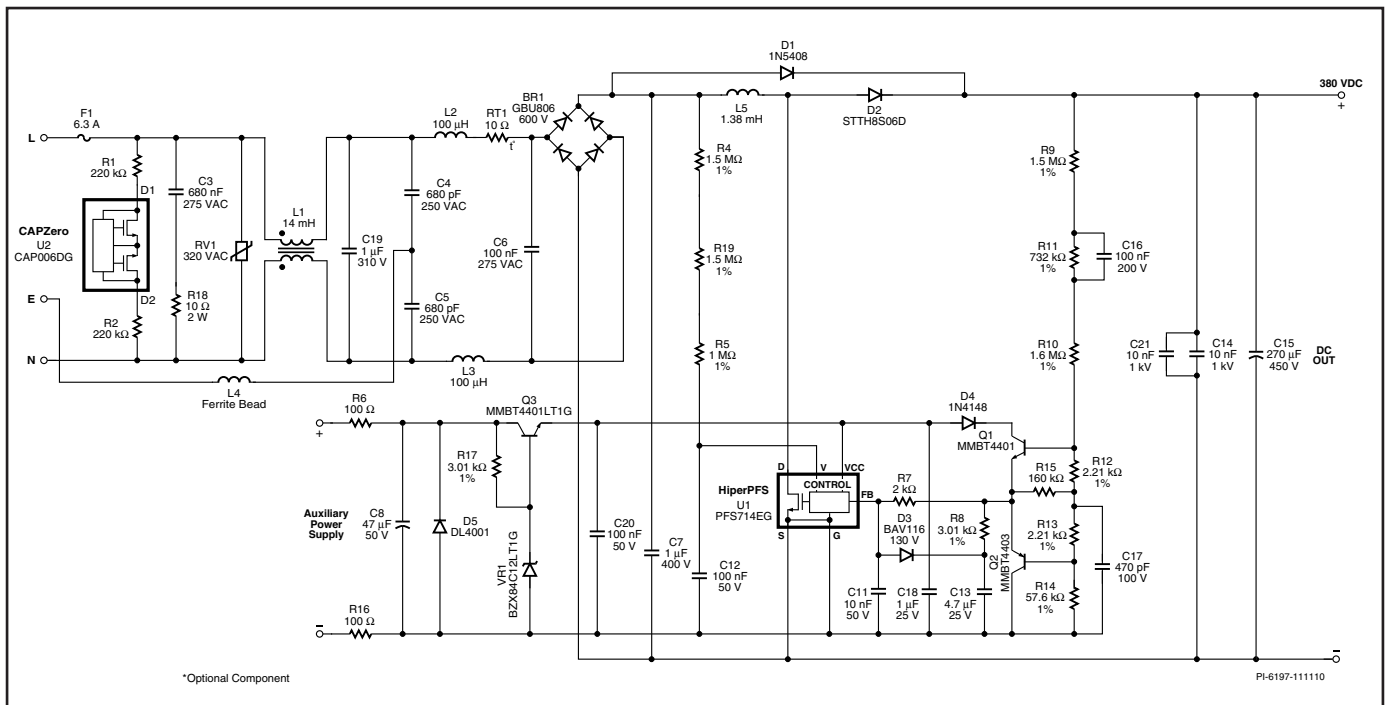 D1
1N5408
380 VDC
+
BR1
GBU806
600 V
L5
1.38 mH
D2
STTH8S06D
F1
6.3 A
L
L2
100 µH
RT1
10 Ω
t°
R1
220 kΩ
D1
C3
680 nF
275 VAC
C4
680 pF
250 VAC
R4
1.5 MΩ
1%
R9
1.5 MΩ
1%
CAPZero
U2
CAP006DG
RV1
320 VAC
L1
14 mH
C19
1 µF
310 V
C6
100 nF
275 VAC
R19
1.5 MΩ
1%
R11
732 kΩ
1%
C16
100 nF
200 V
D2
E
R18
10 Ω
2 W
C5
680 pF
250 VAC
R2
220 kΩ
N
L3
100 µH
R5
1 MΩ
1%
R10
1.6 MΩ
1%
C21
10 nF
1 kV
C14
10 nF
1 kV
C15
270 µF
450 V
DC
OUT
L4
Ferrite Bead
R6
100 Ω
+
Q3
MMBT4401LT1G
D4
1N4148
Q1
MMBT4401
R17
3.01 kΩ
1%
D
V
VCC
CONTROL
HiperPFS
U1
PFS714EG
FB
S
G
R7
2 kΩ
R15
160 kΩ
R12
2.21 kΩ
1%
Auxiliary
Power
Supply
C8
47 µF
50 V
D5
DL4001
VR1
BZX84C12LT1G
C20
100 nF
50 V
C7
1 µF
400 V
C12
100 nF
50 V
D3
BAV116
130 V
R8
3.01 kΩ
1%
Q2
MMBT4403
R13
2.21 kΩ
1%
C17
470 pF
100 V
C11
10 nF
50 V
C18
1 µF
25 V
C13
4.7 µF
25 V
R14
57.6 kΩ
1%
R16
100 Ω
–
–
*Optional Component
PI-6197-111110